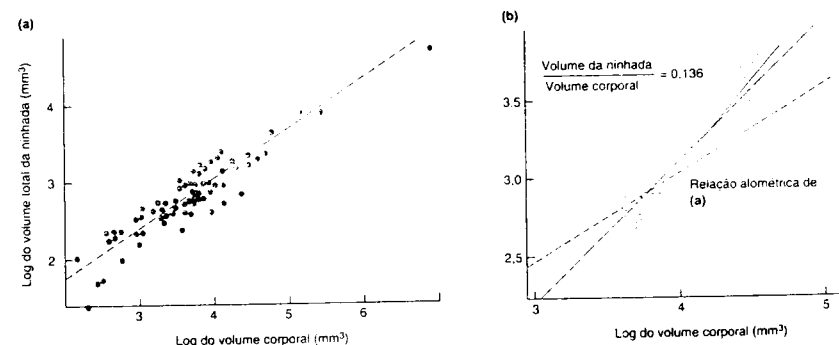 (a)
Log do volume total da ninhada (mm³)
4
3
2
3
4
5
6
Log do volume corporal (mm³)
(b)
Volume da ninhada
Volume corporal
= 0.136
3.5
3.0
2.5
Relação alométrica de
(a)
3
4
5
Log do volume corporal (mm³)